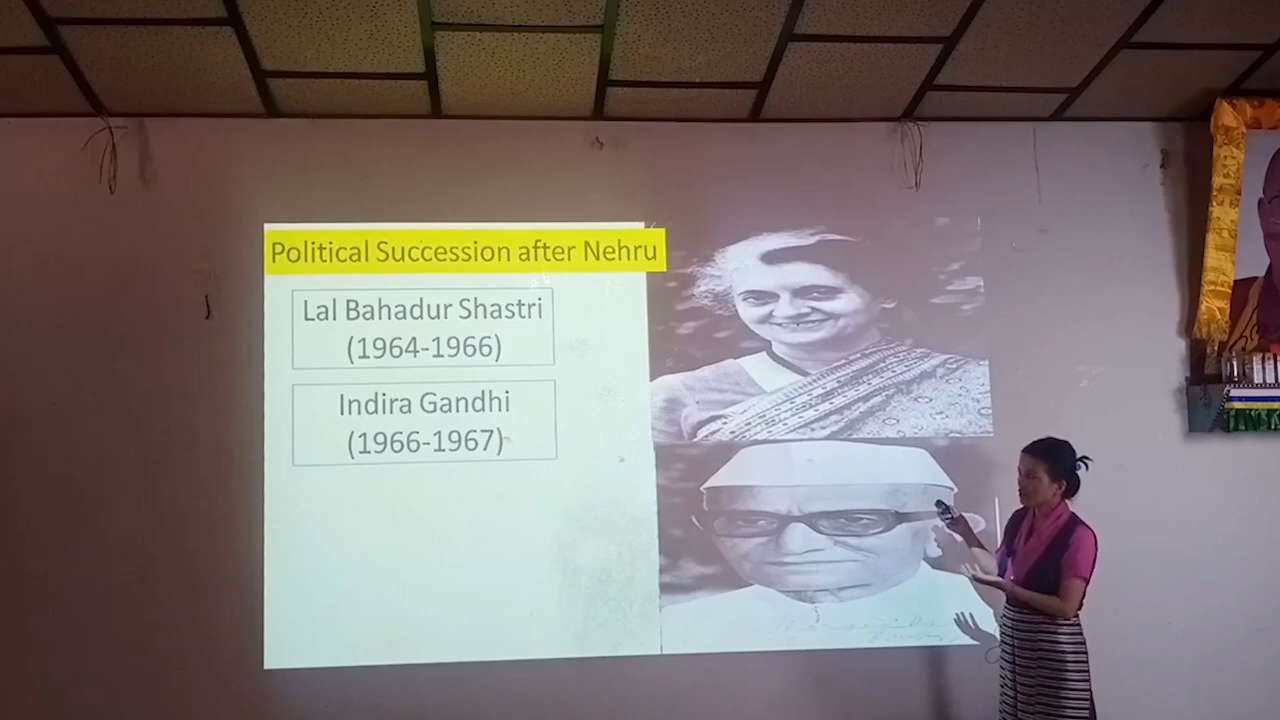 Political Succession after Nehru
Lal Bahadur Shastri
(1964-1966)
Indira Gandhi
(1966-1967)